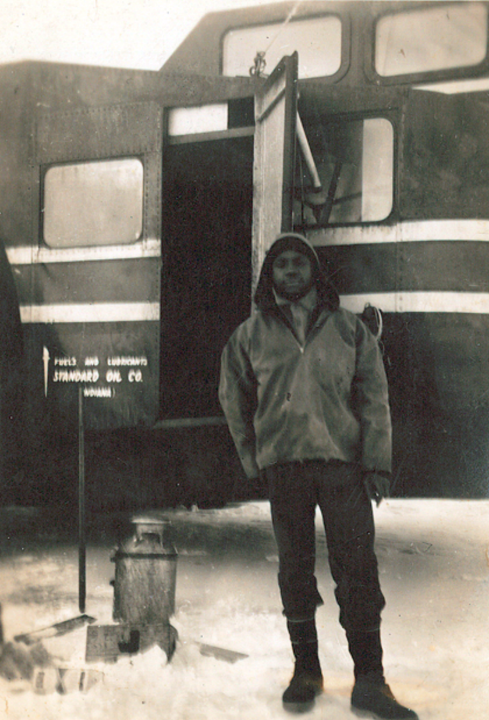 FUELS AND LUBRICANTS
STANDARD OIL CO.
INDIANA